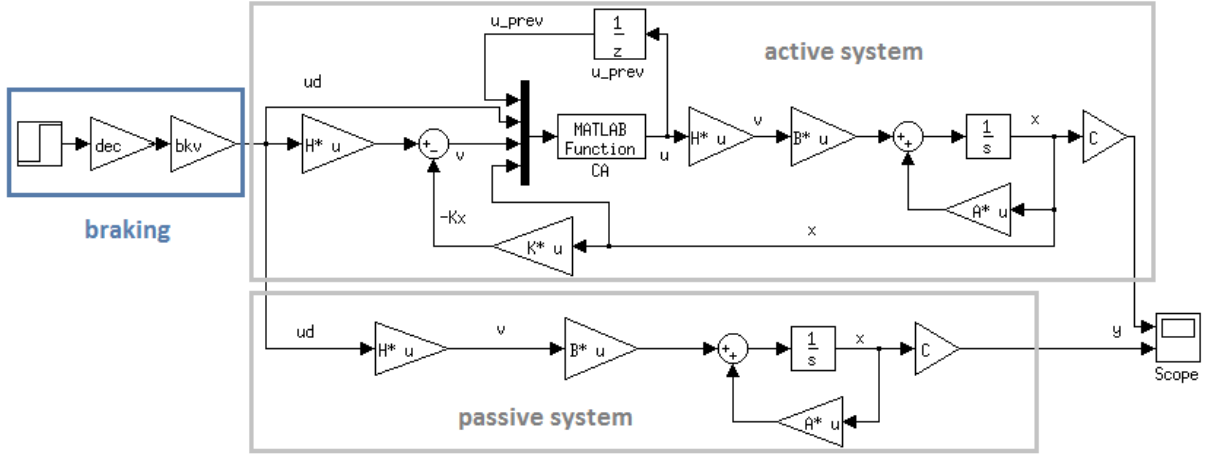 u_prev
1
z
u_prev
active system
ud
dec
bkv
H* u
+
−
v
MATLAB
Function
CA
u
H* u
v
B* u
+
+
1
s
x
C
A* u
braking
-Kx
K* u
x
ud
H* u
v
B* u
+
+
1
s
x
C
y
Scope
passive system
A* u